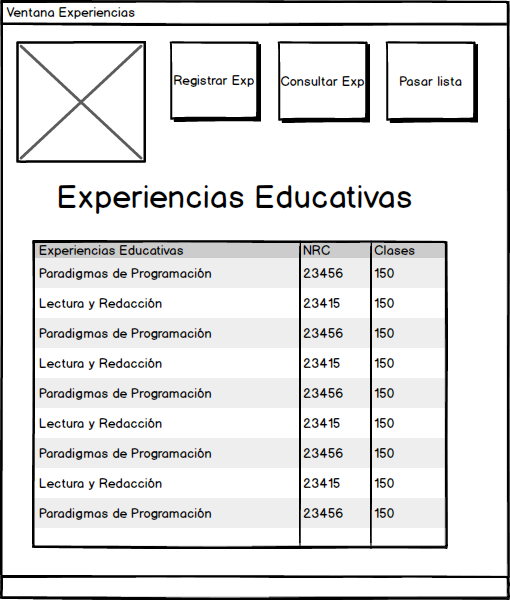 Ventana Experiencias
Registrar Exp
Consultar Exp
Pasar lista
Experiencias Educativas
Experiencias Educativas NRC Clases
Paradigmas de Programación 23456 150
Lectura y Redacción 23415 150
Paradigmas de Programación 23456 150
Lectura y Redacción 23415 150
Paradigmas de Programación 23456 150
Lectura y Redacción 23415 150
Paradigmas de Programación 23456 150
Lectura y Redacción 23415 150
Paradigmas de Programación 23456 150